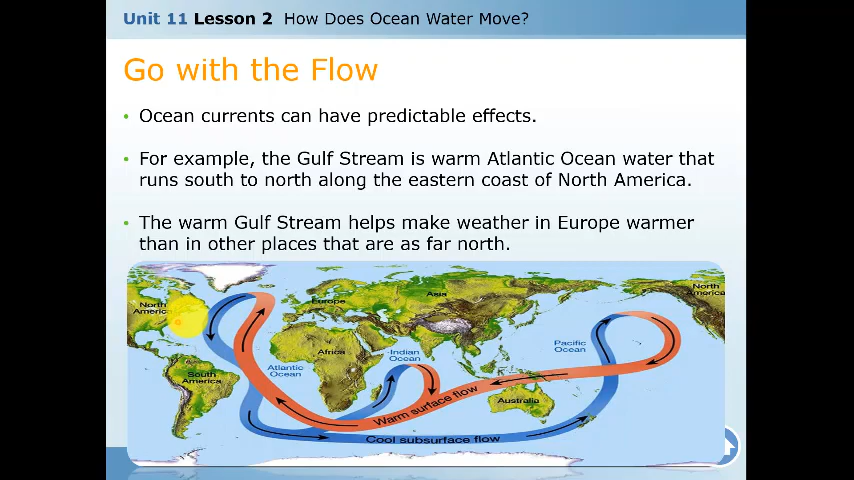 Unit 11 Lesson 2 How Does Ocean Water Move?
Go with the Flow
• Ocean currents can have predictable effects.
• For example, the Gulf Stream is warm Atlantic Ocean water that
runs south to north along the eastern coast of North America.
• The warm Gulf Stream helps make weather in Europe warmer
than in other places that are as far north.
North
America
Europe
Asia
North
America
Africa
Indian
Ocean
Pacific
Ocean
Atlantic
Ocean
South
America
Australia
Warm surface flow
Cool subsurface flow